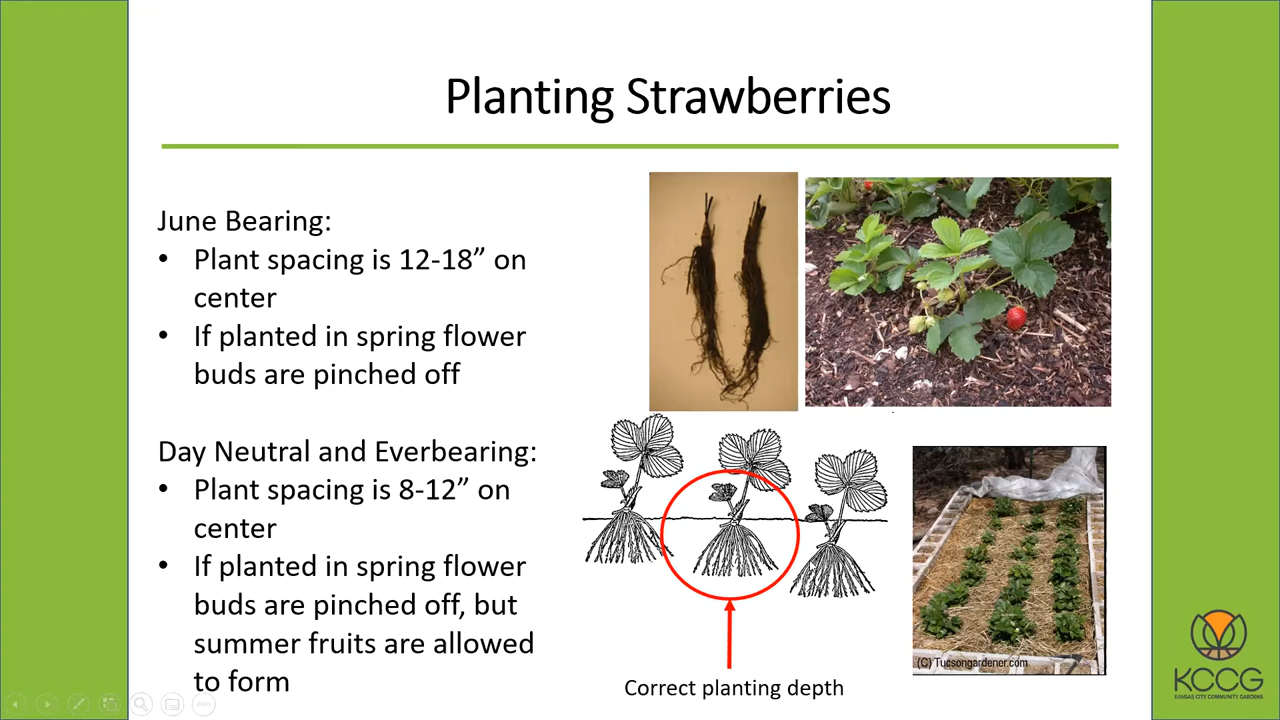 Planting Strawberries
June Bearing:
• Plant spacing is 12-18” on
center
• If planted in spring flower
buds are pinched off
Day Neutral and Everbearing:
• Plant spacing is 8-12” on
center
• If planted in spring flower
buds are pinched off, but
summer fruits are allowed
to form
Correct planting depth
(C) Tucsongardener.com
KCCG
KANSAS CITY COMMUNITY GARDENS